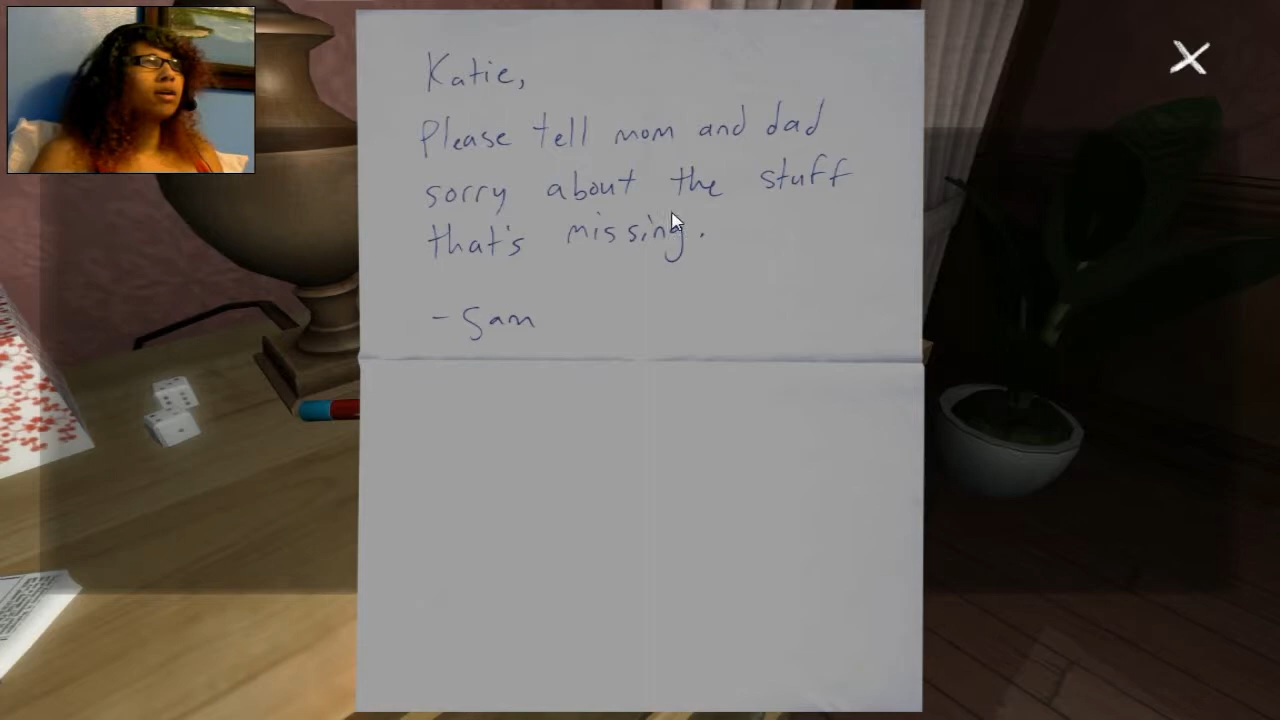 Katie,
Please tell mom and dad
sorry about the stuff
that's missing.
- Sam